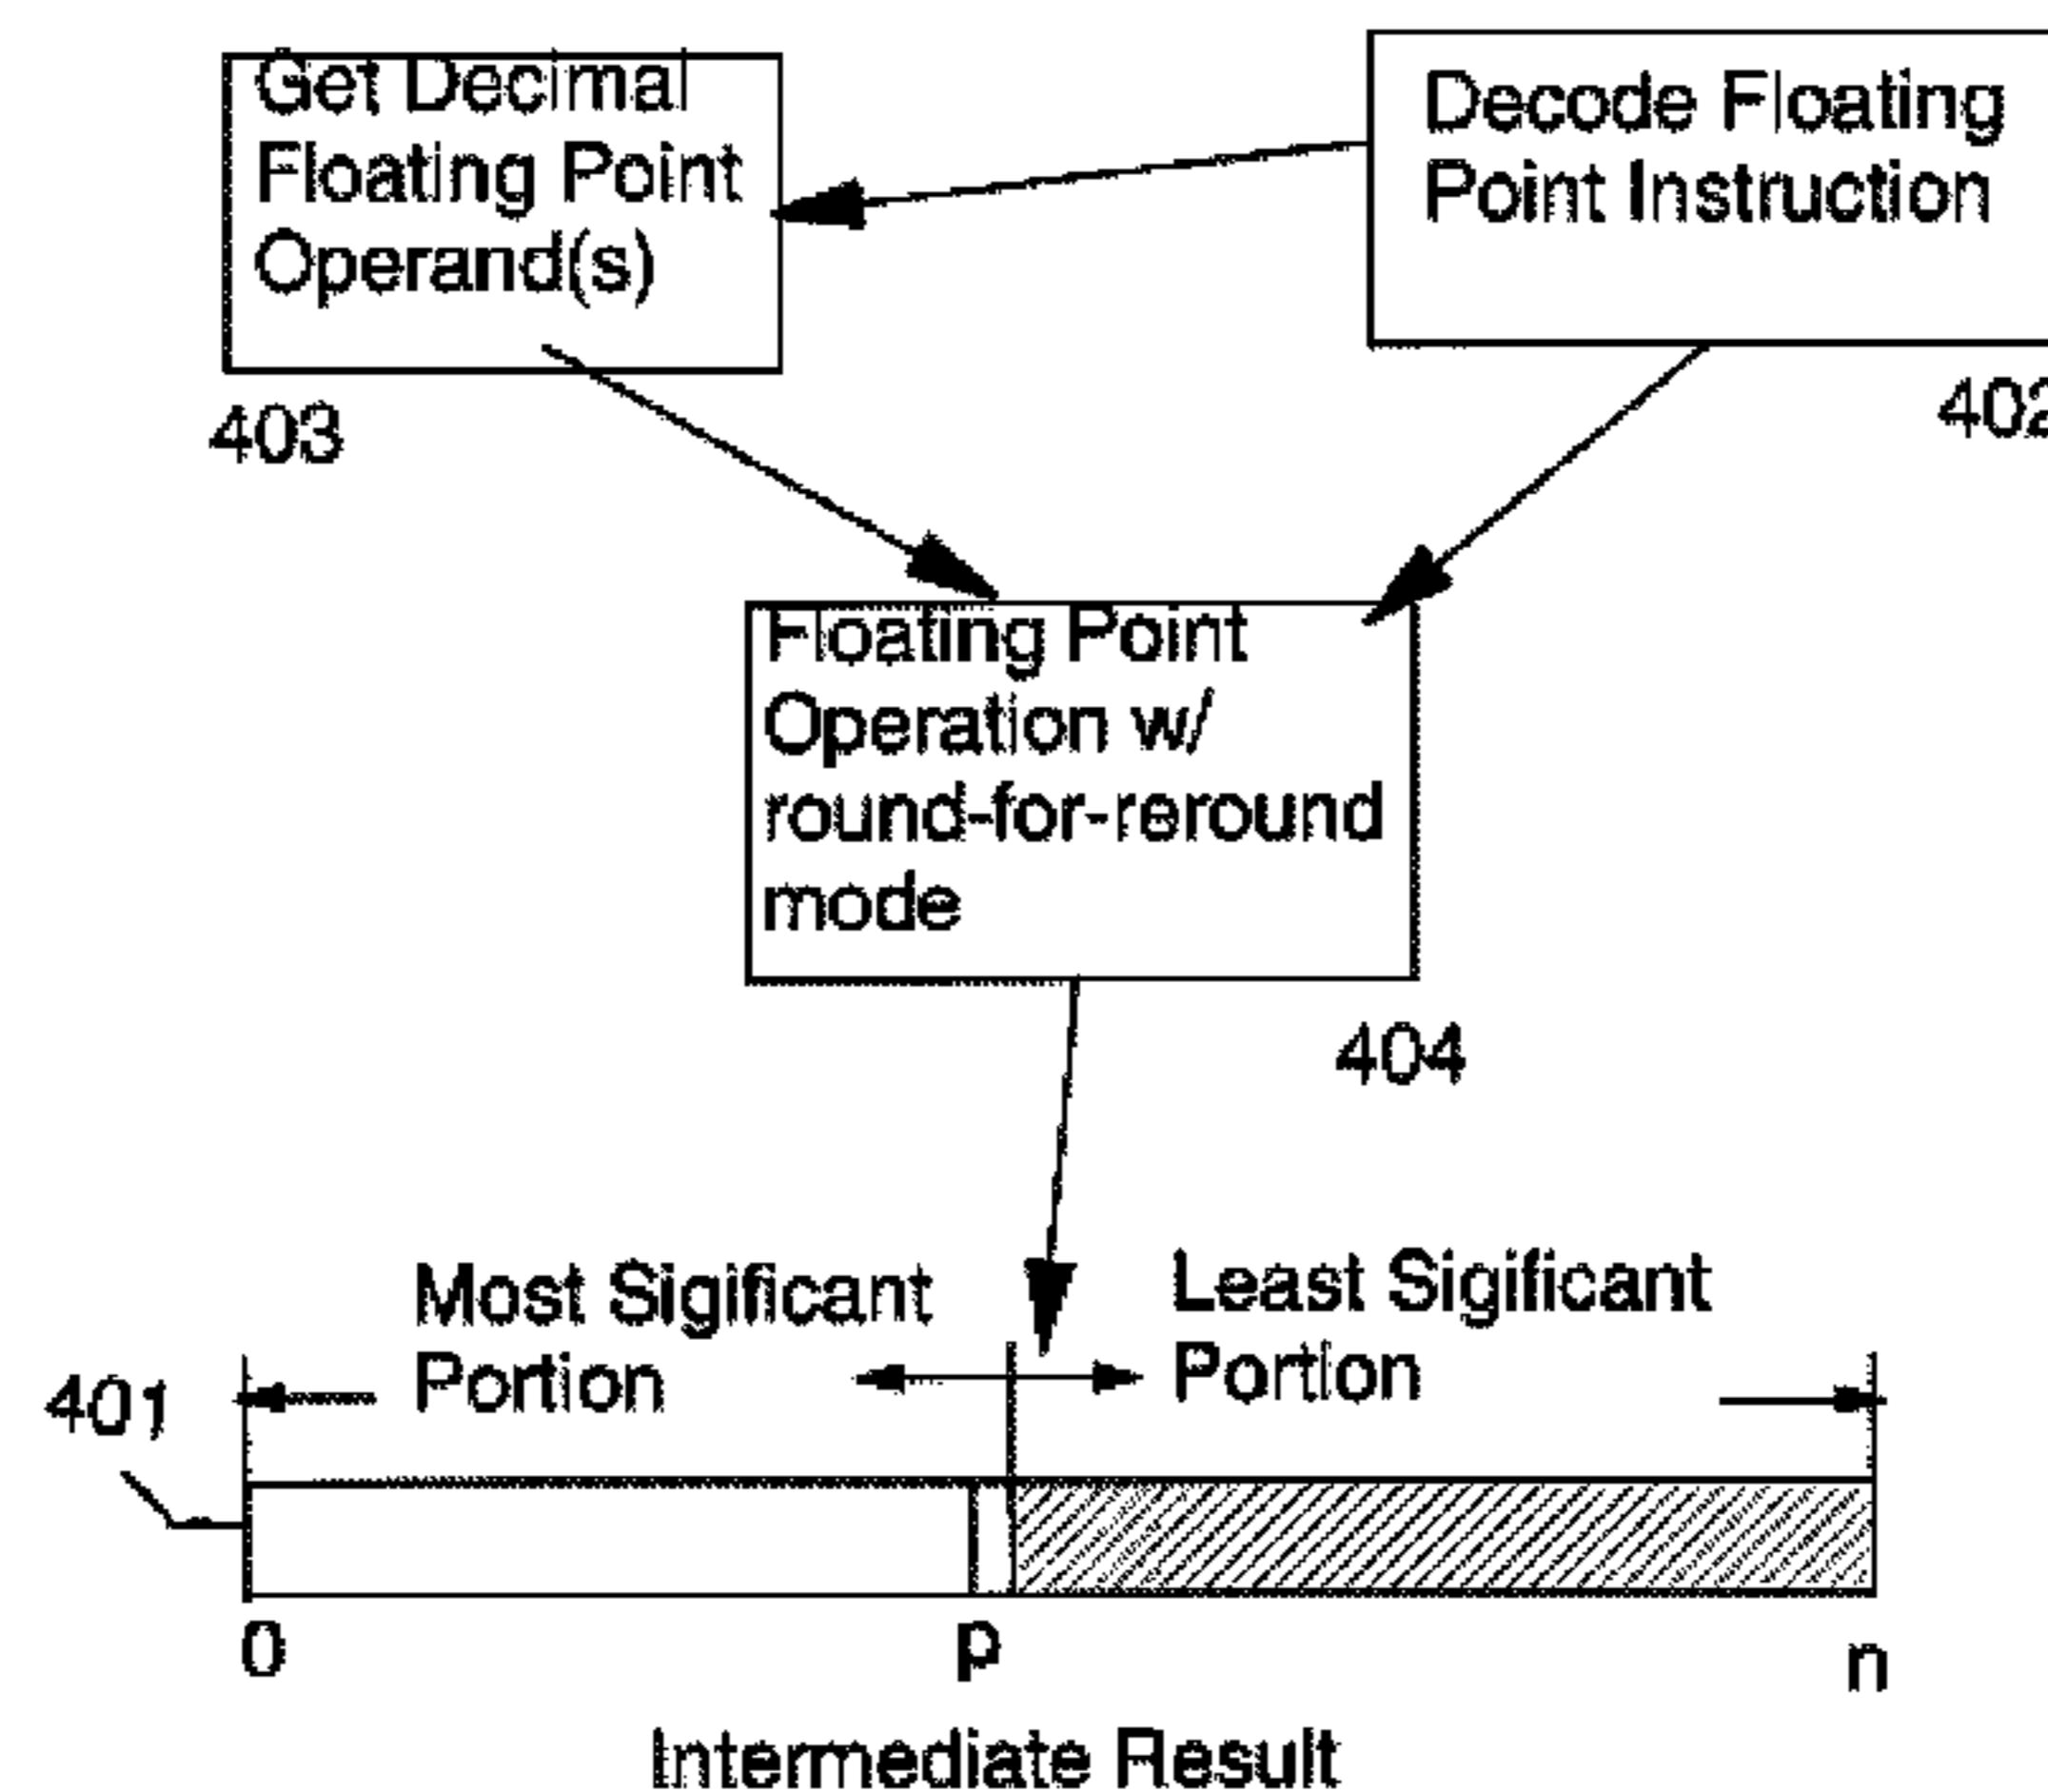 Get Decimal
Floating Point
Operand(s)
403
Decode Floating
Point Instruction
402
Floating Point
Operation w/
round-for-reround
mode
404
Most Sigificant
Portion
Least Sigificant
Portion
401
0
p
n
Intermediate Result